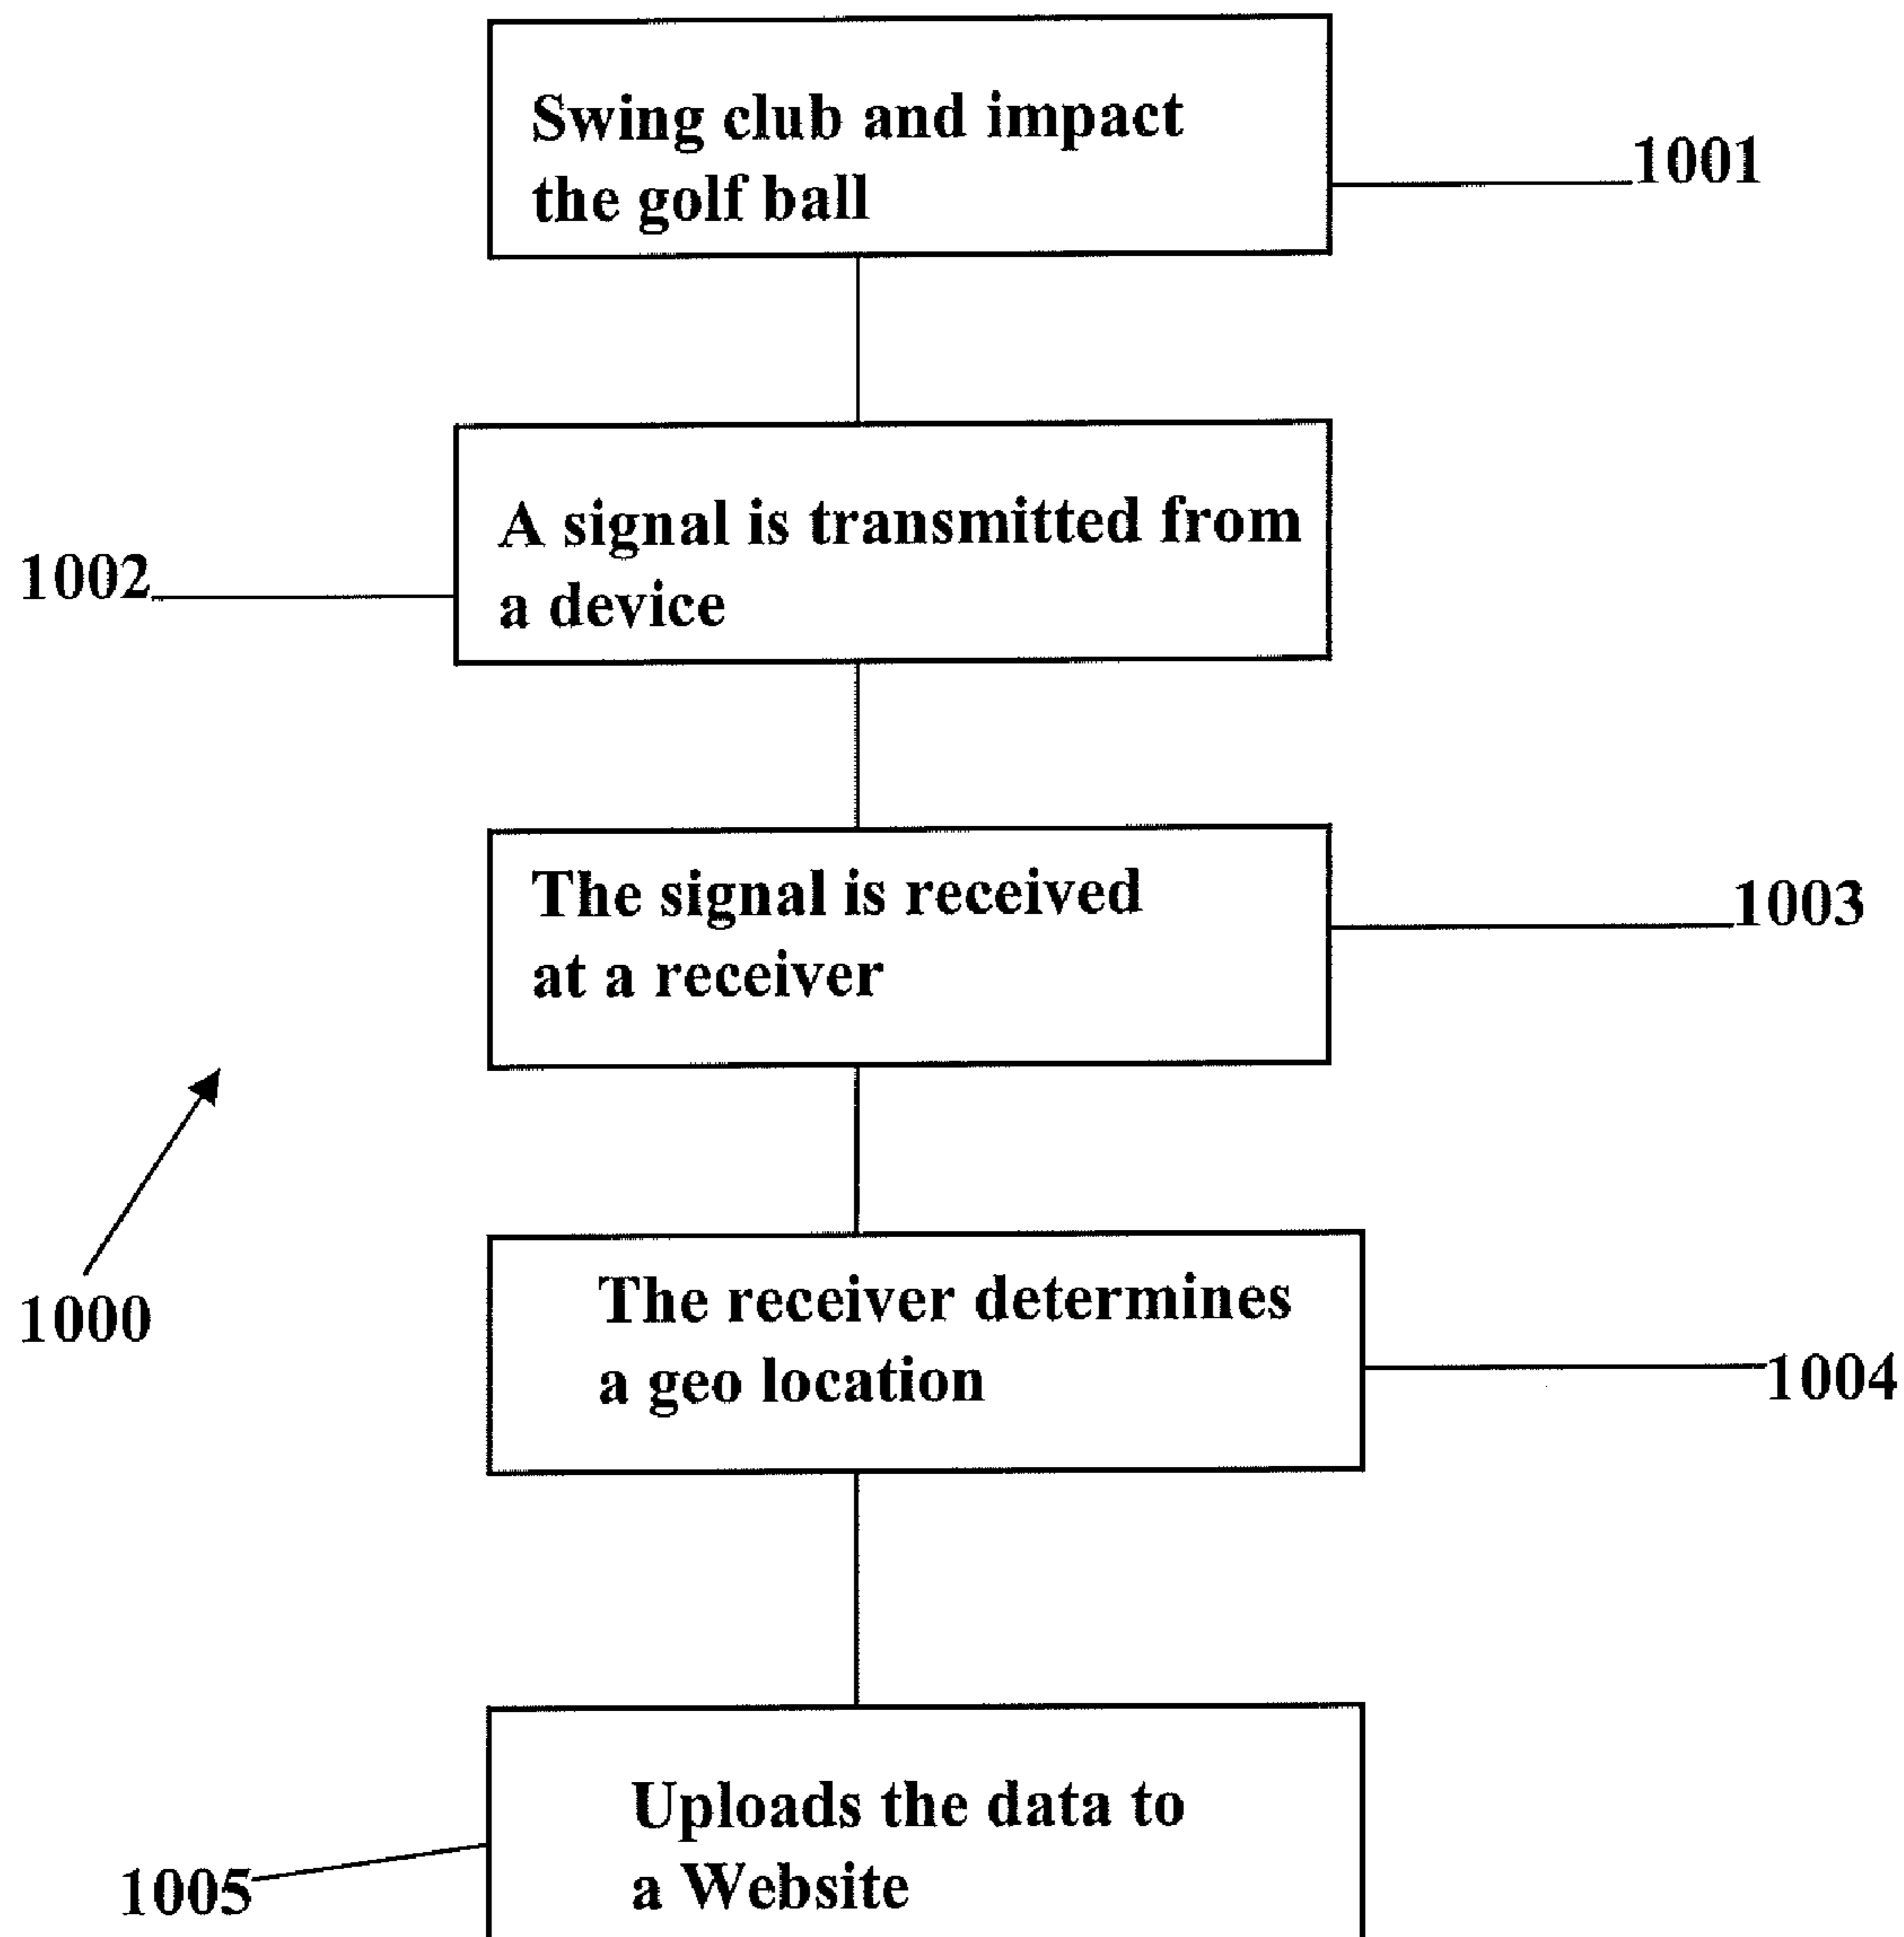 Swing club and impact
the golf ball
1001
A signal is transmitted from
a device
1002
The signal is received
at a receiver
1003
1000
The receiver determines
a geo location
1004
Uploads the data to
a Website
1005